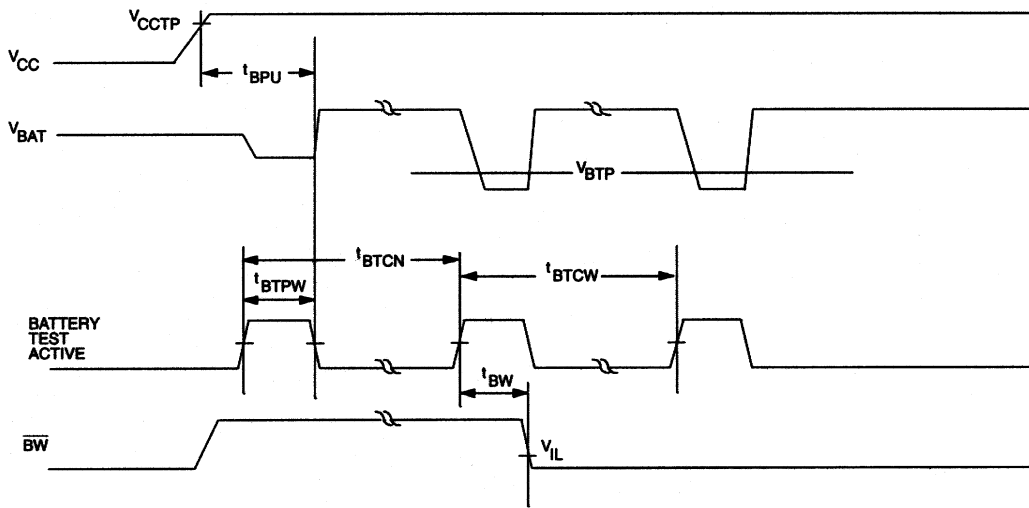 VCCTP
VCC
tBPU
VBAT
VBTP
tBTCN
tBTCW
tBTPW
BATTERY
TEST
ACTIVE
tBW
BW
VIL